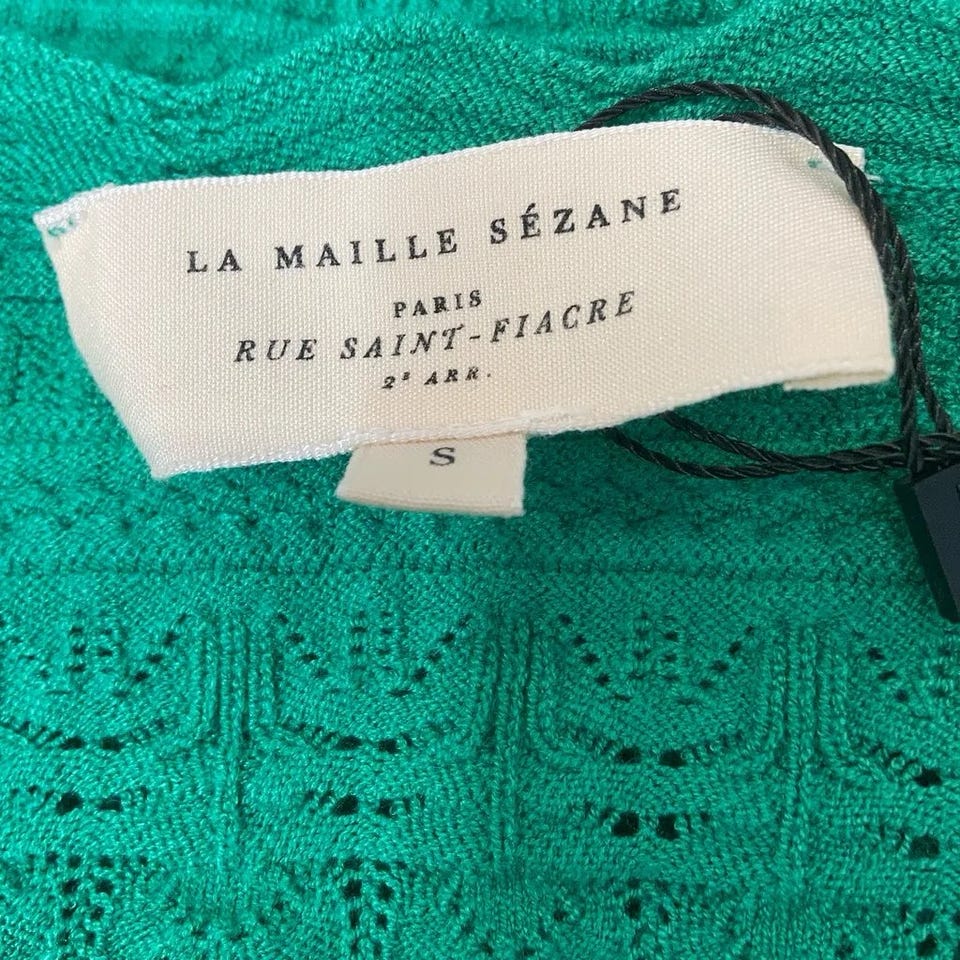 LA MAILLE SÉZANE
PARIS
RUE SAINT-FIACRE
2ᴱ ARR.
S